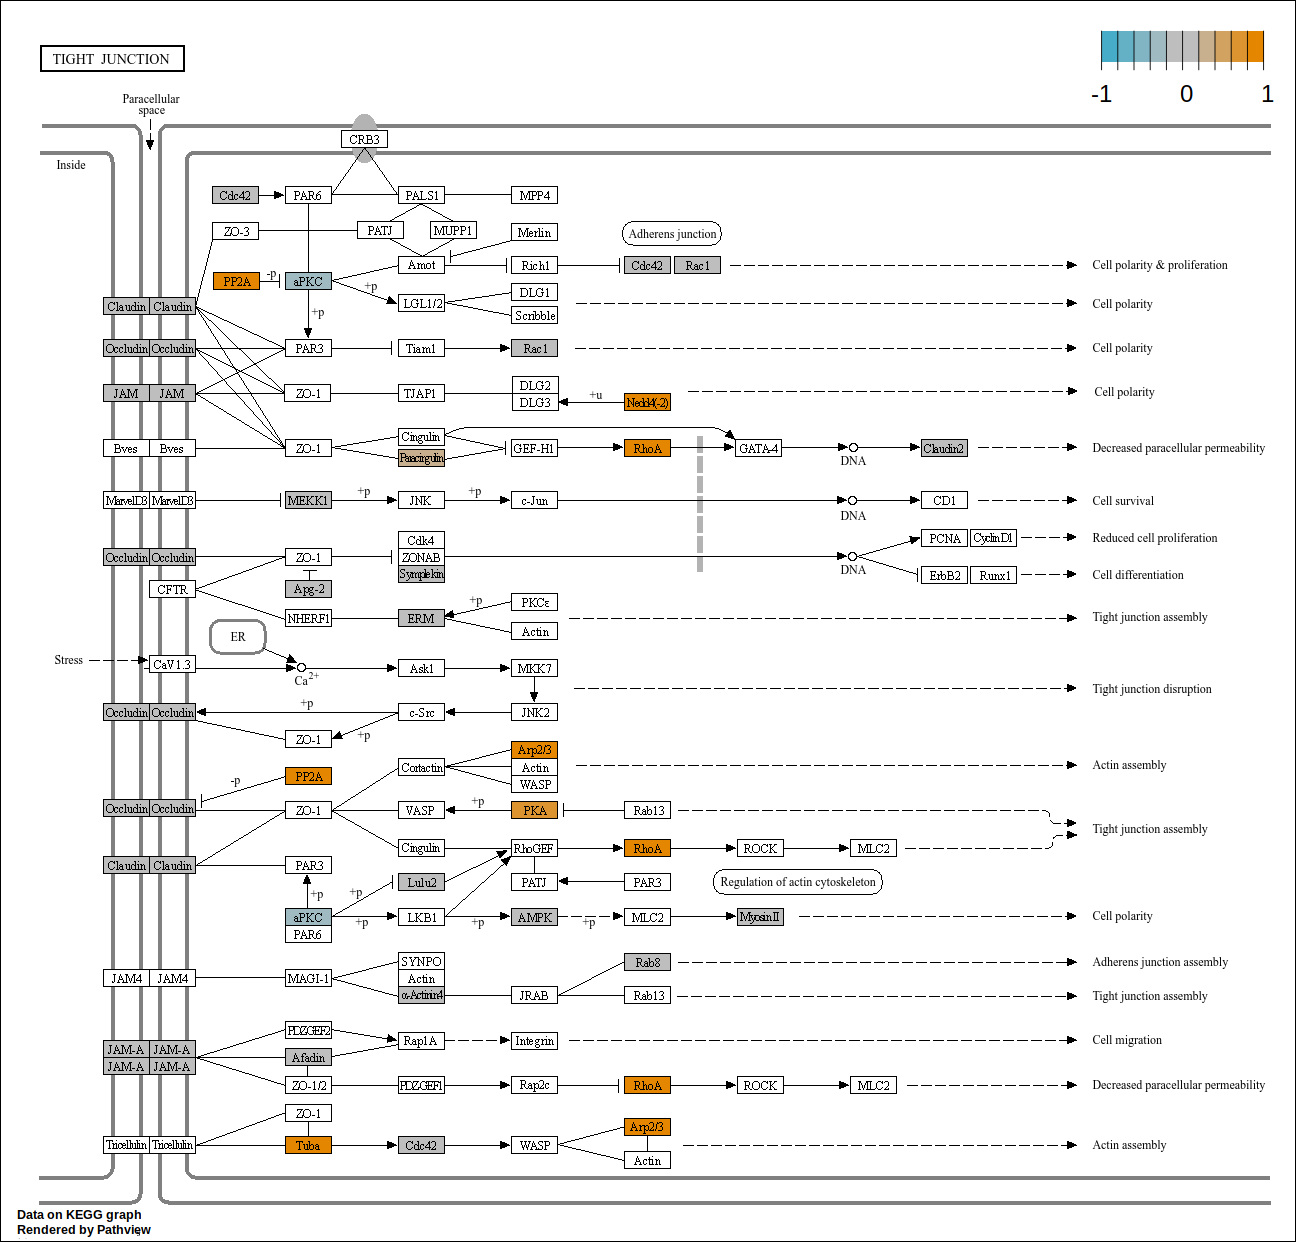 TIGHT JUNCTION
-1 0 1
Paracellular
space
Inside
CRB3
Cdc42 PAR6 PALS1 MPP4
ZO-3 PATJ MUPP1 Merlin Adherens junction
Amot Rich1 Cdc42 Rac1 Cell polarity & proliferation
PP2A -p aPKC +p
DLG1
Claudin Claudin LGL1/2 Cell polarity
+p Scribble
Occludin Occludin PAR3 Tiam1 Rac1 Cell polarity
DLG2
JAM JAM ZO-1 TJAP1 +u Cell polarity
DLG3 Nedd4(-2)
Cingulin
Bves Bves ZO-1 GEF-H1 RhoA GATA-4 Claudin2 Decreased paracellular permeability
Paracingulin DNA
MarvelD3 MarvelD3 MEKK1 +p JNK +p c-Jun CD1 Cell survival
DNA
Cdk4 PCNA CyclinD1 Reduced cell proliferation
Occludin Occludin ZO-1 ZONAB
Symplekin DNA ErbB2 Runx1 Cell differentiation
CFTR Apg-2
+p PKCε
NHERF1 ERM Tight junction assembly
Actin
ER
Stress CaV1.3 Ask1 MKK7
Ca2+
Tight junction disruption
+p
Occludin Occludin c-Src JNK2
ZO-1 +p
Arp2/3
Cortactin Actin Actin assembly
-p PP2A WASP
Occludin Occludin ZO-1 VASP +p PKA Rab13
Tight junction assembly
Cingulin RhoGEF RhoA ROCK MLC2
Claudin Claudin PAR3
Lulu2 PATJ PAR3 Regulation of actin cytoskeleton
+p +p
aPKC +p LKB1 +p AMPK +p MLC2 MyosinII Cell polarity
PAR6
SYNPO Rab8 Adherens junction assembly
JAM4 JAM4 MAGI-1 Actin
α-Actinin4 JRAB Rab13 Tight junction assembly
PDZGEF2
JAM-A JAM-A Rap1A Integrin Cell migration
Afadin
JAM-A JAM-A
ZO-1/2 PDZGEF1 Rap2c RhoA ROCK MLC2 Decreased paracellular permeability
ZO-1
Arp2/3
Tricellulin Tricellulin Tuba Cdc42 WASP Actin assembly
Actin
Data on KEGG graph
Rendered by Pathview